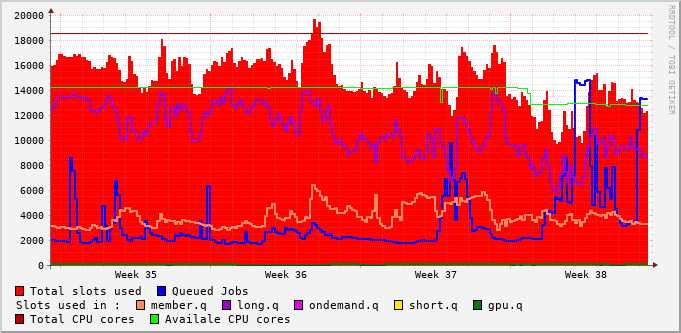 20000
18000
16000
14000
12000
10000
8000
6000
4000
2000
0
RRDTOOL / TOBI OETIKER
Week 35 Week 36 Week 37 Week 38
Total slots used Queued Jobs
Slots used in : member.q long.q ondemand.q short.q gpu.q
Total CPU cores Availale CPU cores